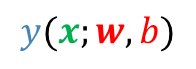 y(x; w, b)